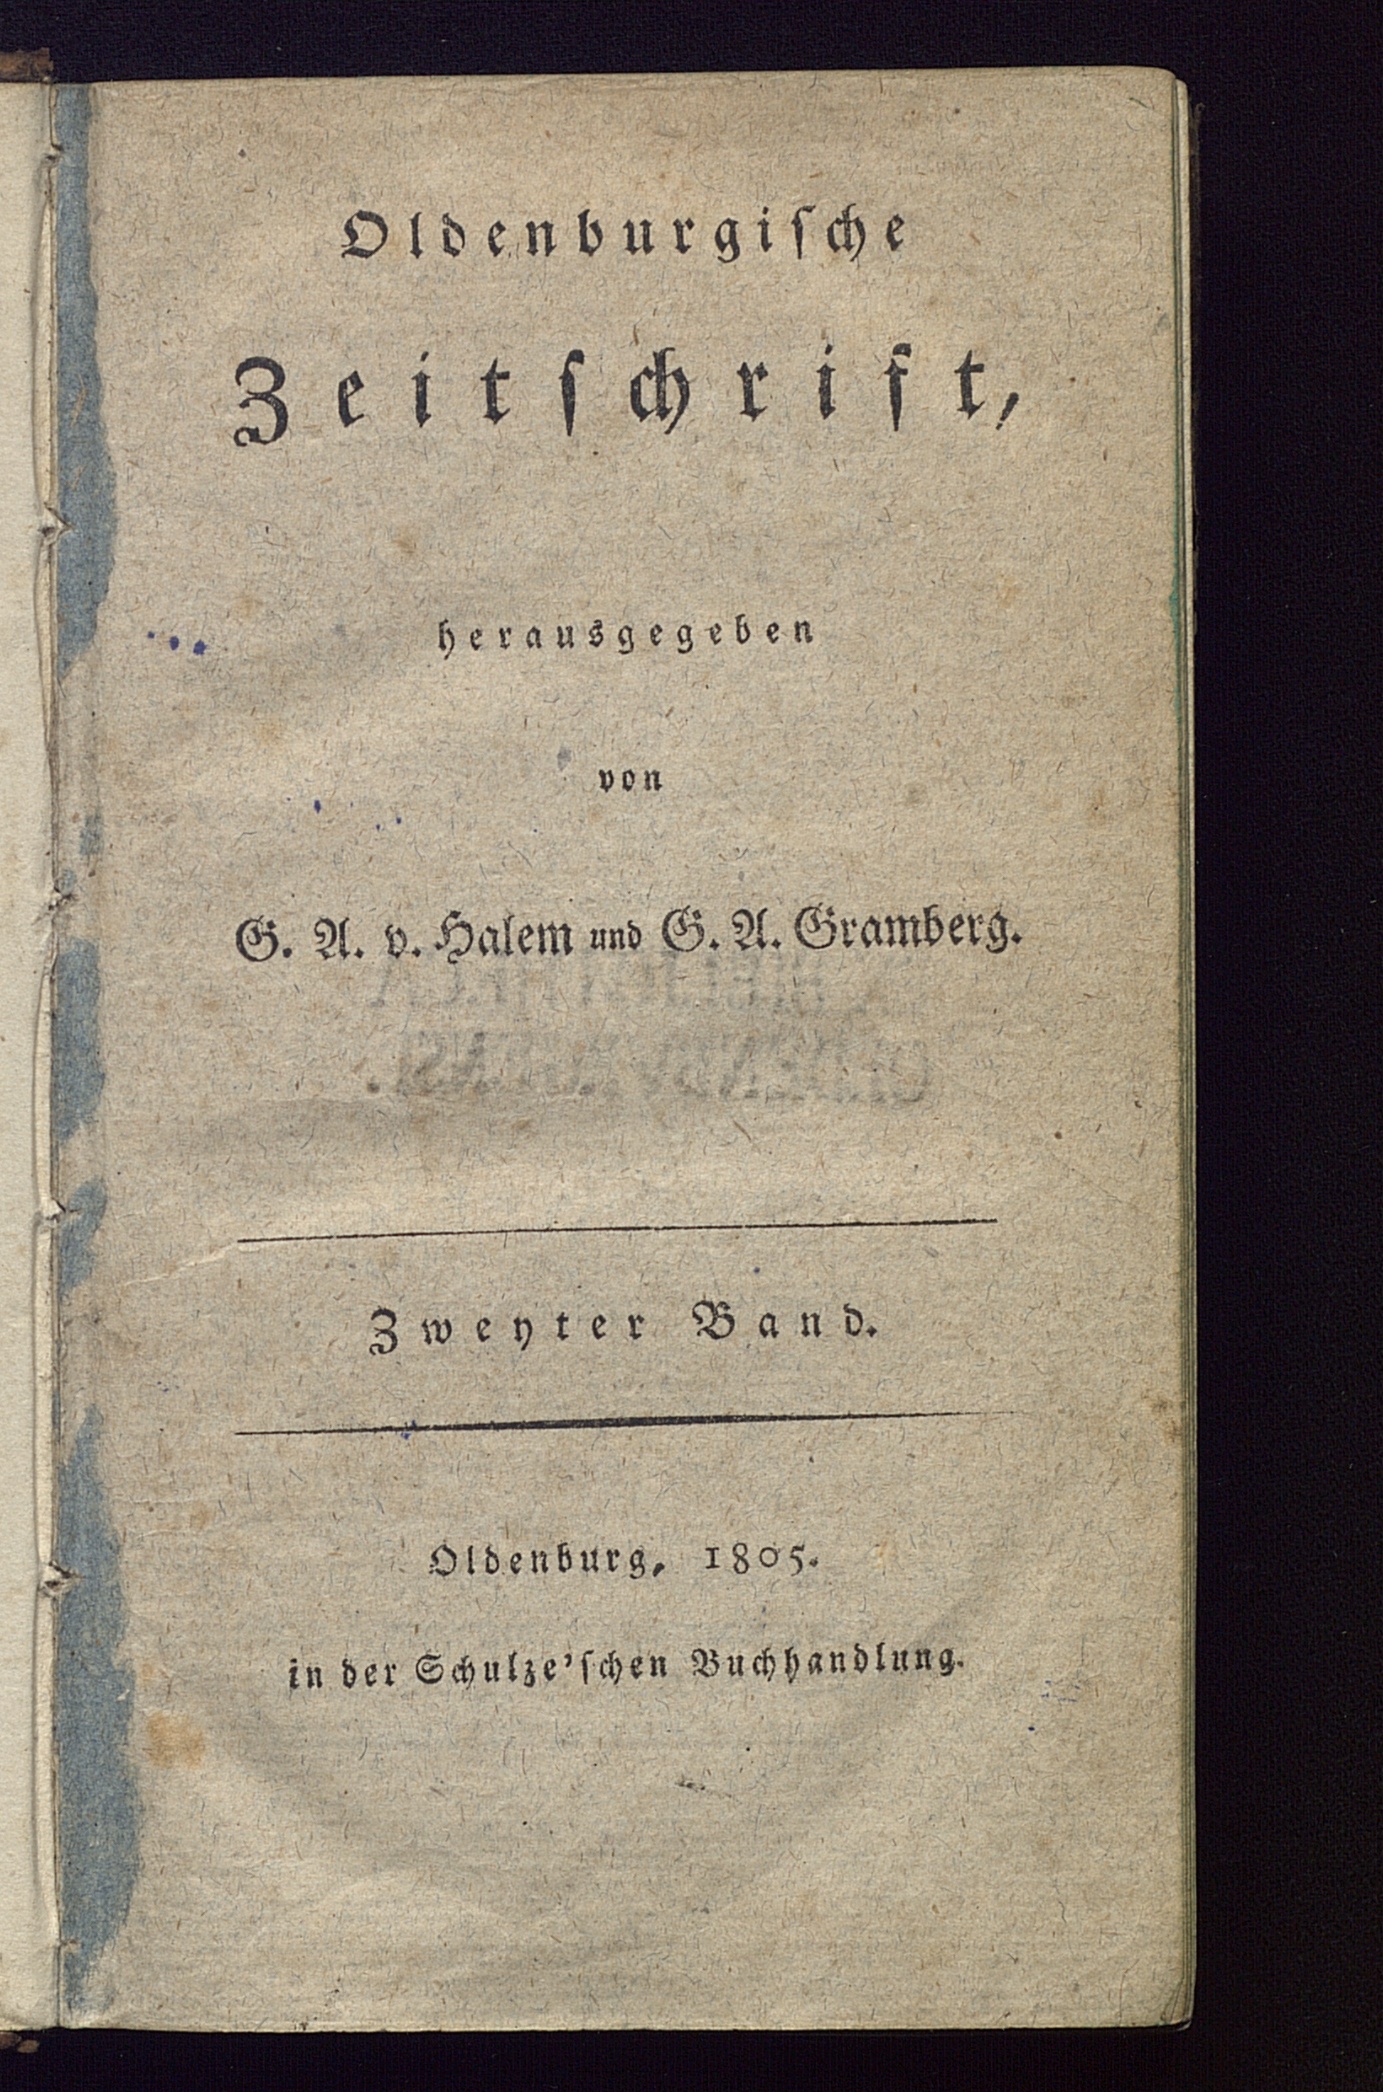 Oldenburgische
Zeitschrift,
herausgegeben
von
G. A. v. Halem und G. A. Gramberg.
Zweyter Band.
Oldenburg, 1805.
in der Schulze'schen Buchhandlung.